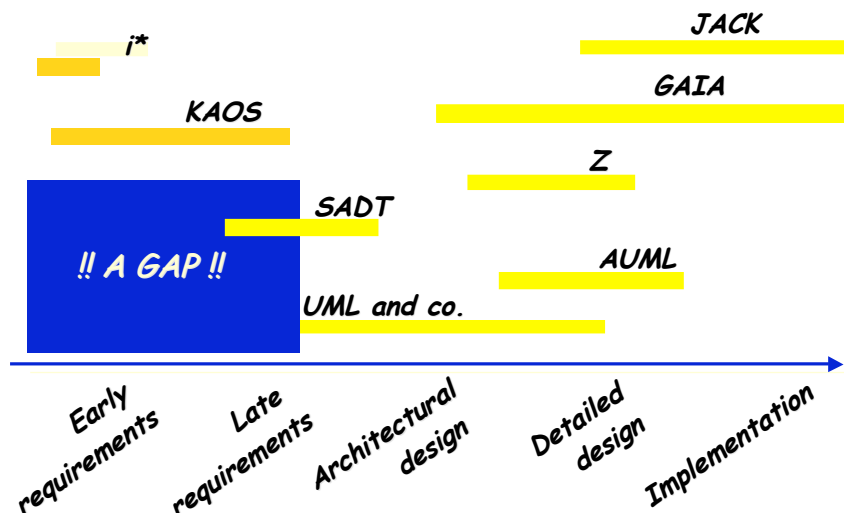 JACK
i*
GAIA
KAOS
Z
SADT
!! A GAP !!
AUML
UML and co.
Early
requirements
Late
requirements
Architectural
design
Detailed
design
Implementation